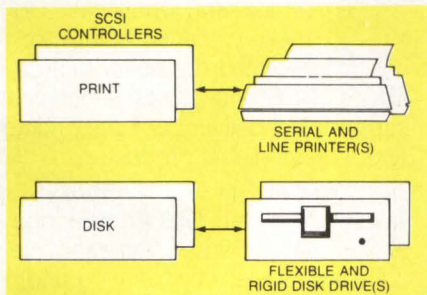 SCSI
CONTROLLERS
PRINT
SERIAL AND
LINE PRINTER(S)
DISK
FLEXIBLE AND
RIGID DISK DRIVE(S)